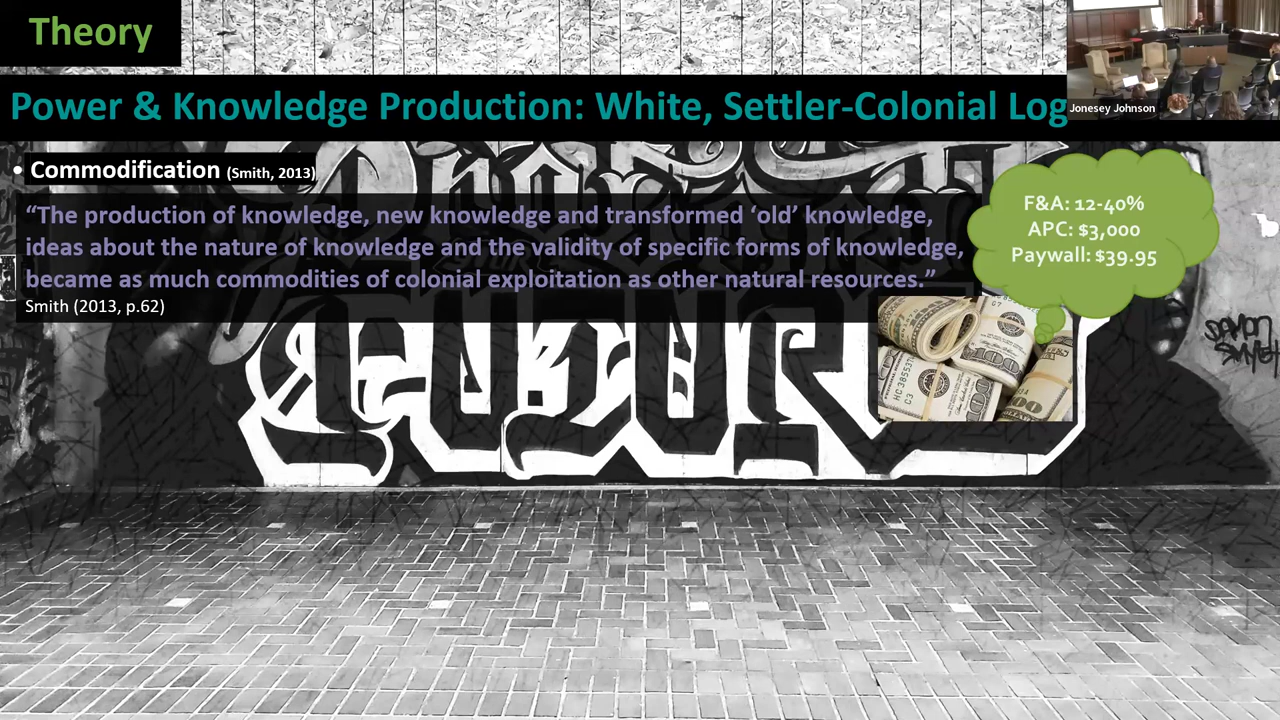 Theory
Power & Knowledge Production: White, Settler-Colonial Log
Jonesey Johnson
• Commodification (Smith, 2013)
“The production of knowledge, new knowledge and transformed ‘old’ knowledge,
ideas about the nature of knowledge and the validity of specific forms of knowledge,
became as much commodities of colonial exploitation as other natural resources.”
Smith (2013, p.62)
F&A: 12-40%
APC: $3,000
Paywall: $39.95